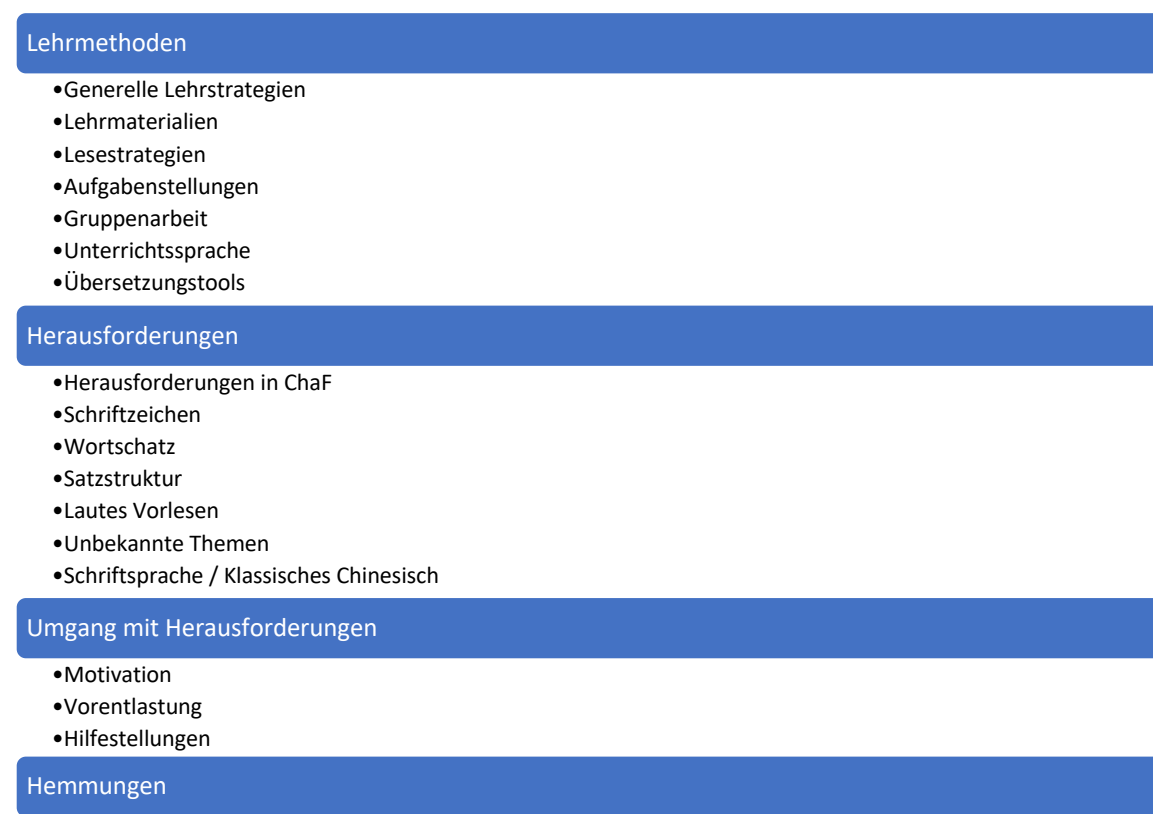 Lehrmethoden
•Generelle Lehrstrategien
•Lehrmaterialien
•Lesestrategien
•Aufgabenstellungen
•Gruppenarbeit
•Unterrichtssprache
•Übersetzungstools
Herausforderungen
•Herausforderungen in ChaF
•Schriftzeichen
•Wortschatz
•Satzstruktur
•Lautes Vorlesen
•Unbekannte Themen
•Schriftsprache / Klassisches Chinesisch
Umgang mit Herausforderungen
•Motivation
•Vorentlastung
•Hilfestellungen
Hemmungen